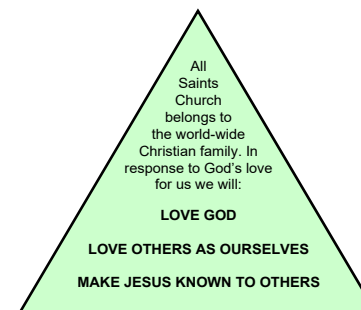 All
Saints
Church
belongs to
the world-wide
Christian family. In
response to God's love
for us we will:
LOVE GOD
LOVE OTHERS AS OURSELVES
MAKE JESUS KNOWN TO OTHERS